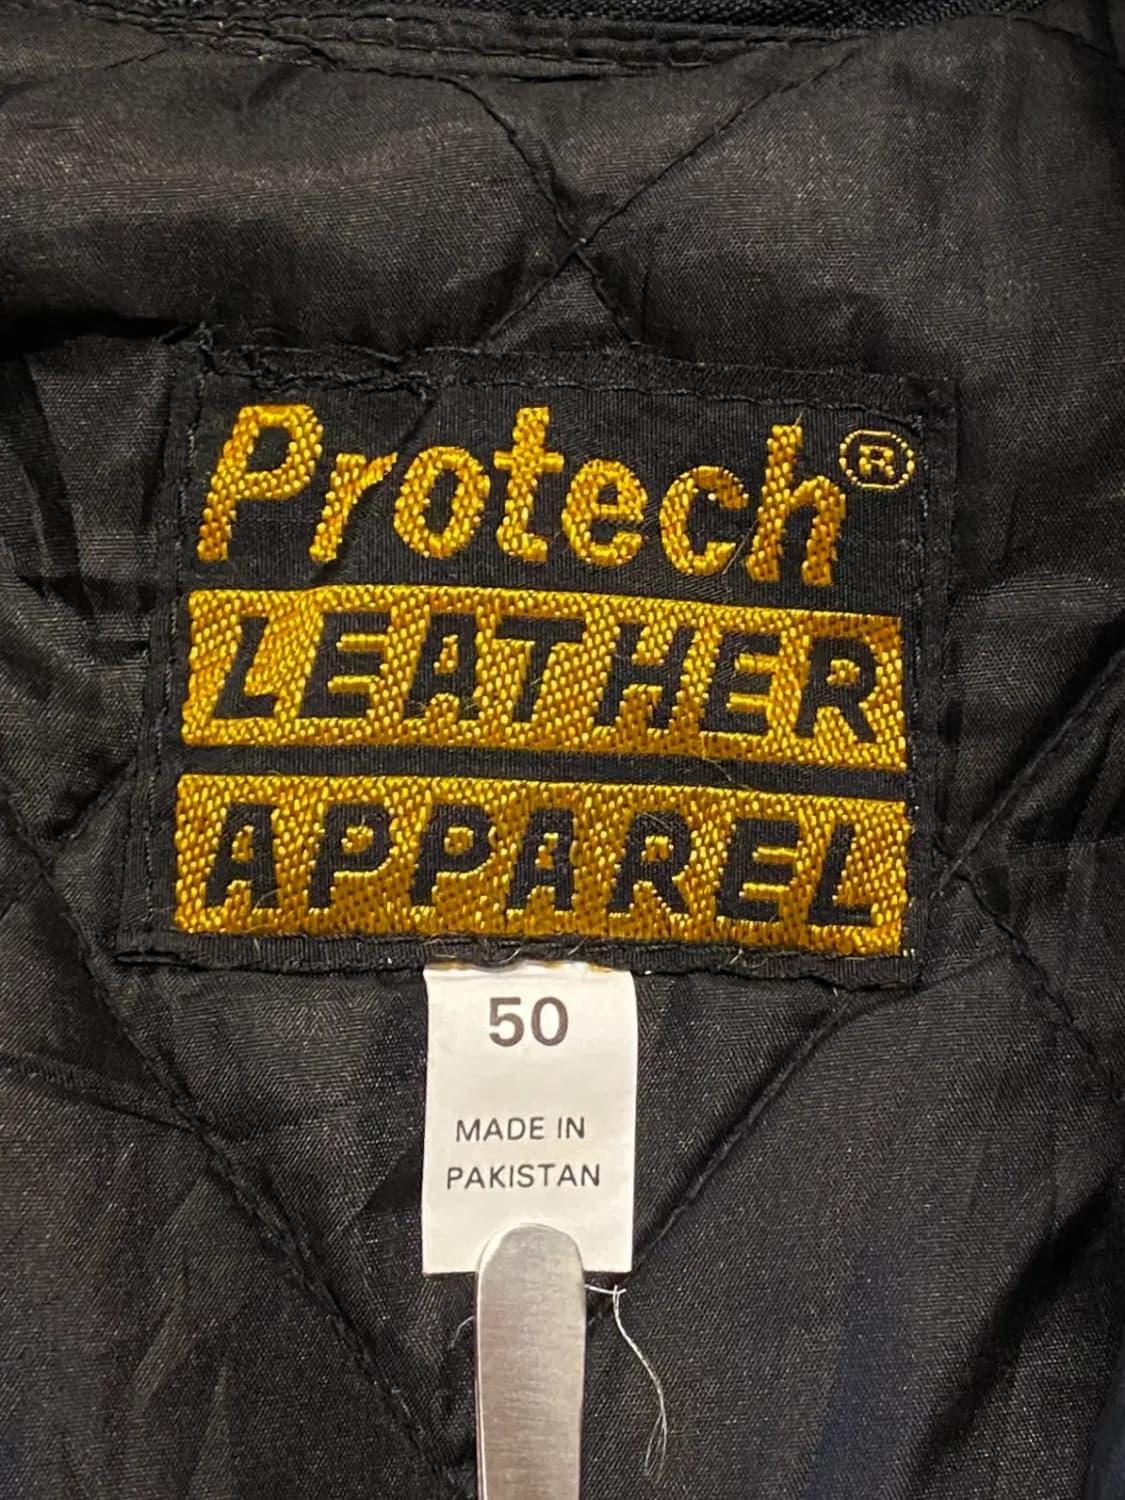 Protech®
LEATHER
APPAREL
50
MADE IN
PAKISTAN